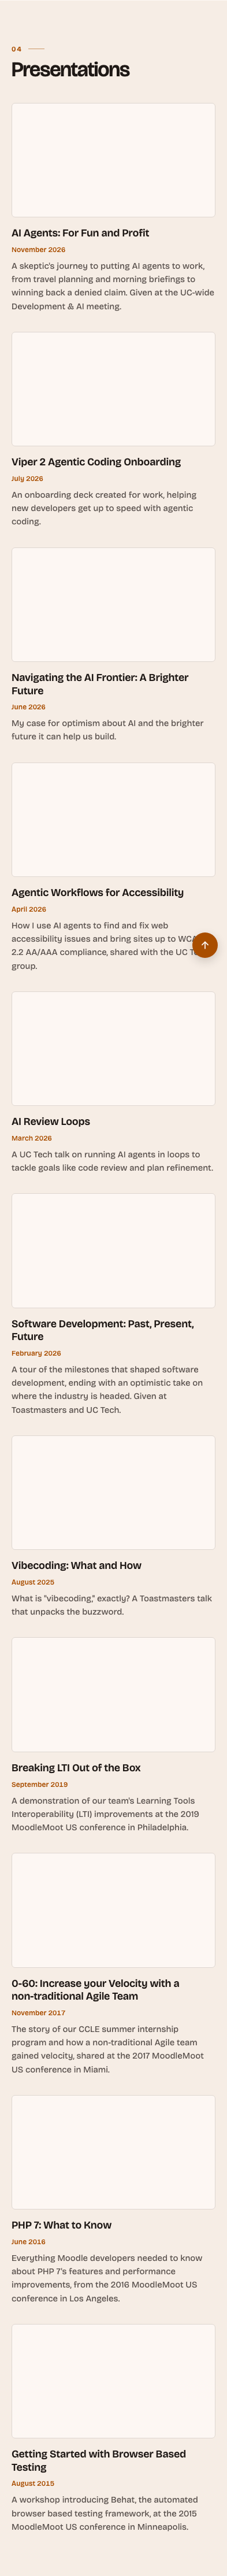 04
Presentations
AI Agents: For Fun and Profit
November 2026
A skeptic's journey to putting AI agents to work,
from travel planning and morning briefings to
winning back a denied claim. Given at the UC-wide
Development & AI meeting.
Viper 2 Agentic Coding Onboarding
July 2026
An onboarding deck created for work, helping
new developers get up to speed with agentic
coding.
Navigating the AI Frontier: A Brighter
Future
June 2026
My case for optimism about AI and the brighter
future it can help us build.
Agentic Workflows for Accessibility
April 2026
How I use AI agents to find and fix web
accessibility issues and bring sites up to
2.2 AA/AAA compliance, shared with the UC
group.
AI Review Loops
March 2026
A UC Tech talk on running AI agents in loops to
tackle goals like code review and plan refinement.
Software Development: Past, Present,
Future
February 2026
A tour of the milestones that shaped software
development, ending with an optimistic take on
where the industry is headed. Given at
Toastmasters and UC Tech.
Vibecoding: What and How
August 2025
What is "vibecoding," exactly? A Toastmasters talk
that unpacks the buzzword.
Breaking LTI Out of the Box
September 2019
A demonstration of our team's Learning Tools
Interoperability (LTI) improvements at the 2019
MoodleMoot US conference in Philadelphia.
0-60: Increase your Velocity with a
non-traditional Agile Team
November 2017
The story of our CCLE summer internship
program and how a non-traditional Agile team
gained velocity, shared at the 2017 MoodleMoot
US conference in Miami.
PHP 7: What to Know
June 2016
Everything Moodle developers needed to know
about PHP 7's features and performance
improvements, from the 2016 MoodleMoot US
conference in Los Angeles.
Getting Started with Browser Based
Testing
August 2015
A workshop introducing Behat, the automated
browser based testing framework, at the 2015
MoodleMoot US conference in Minneapolis.